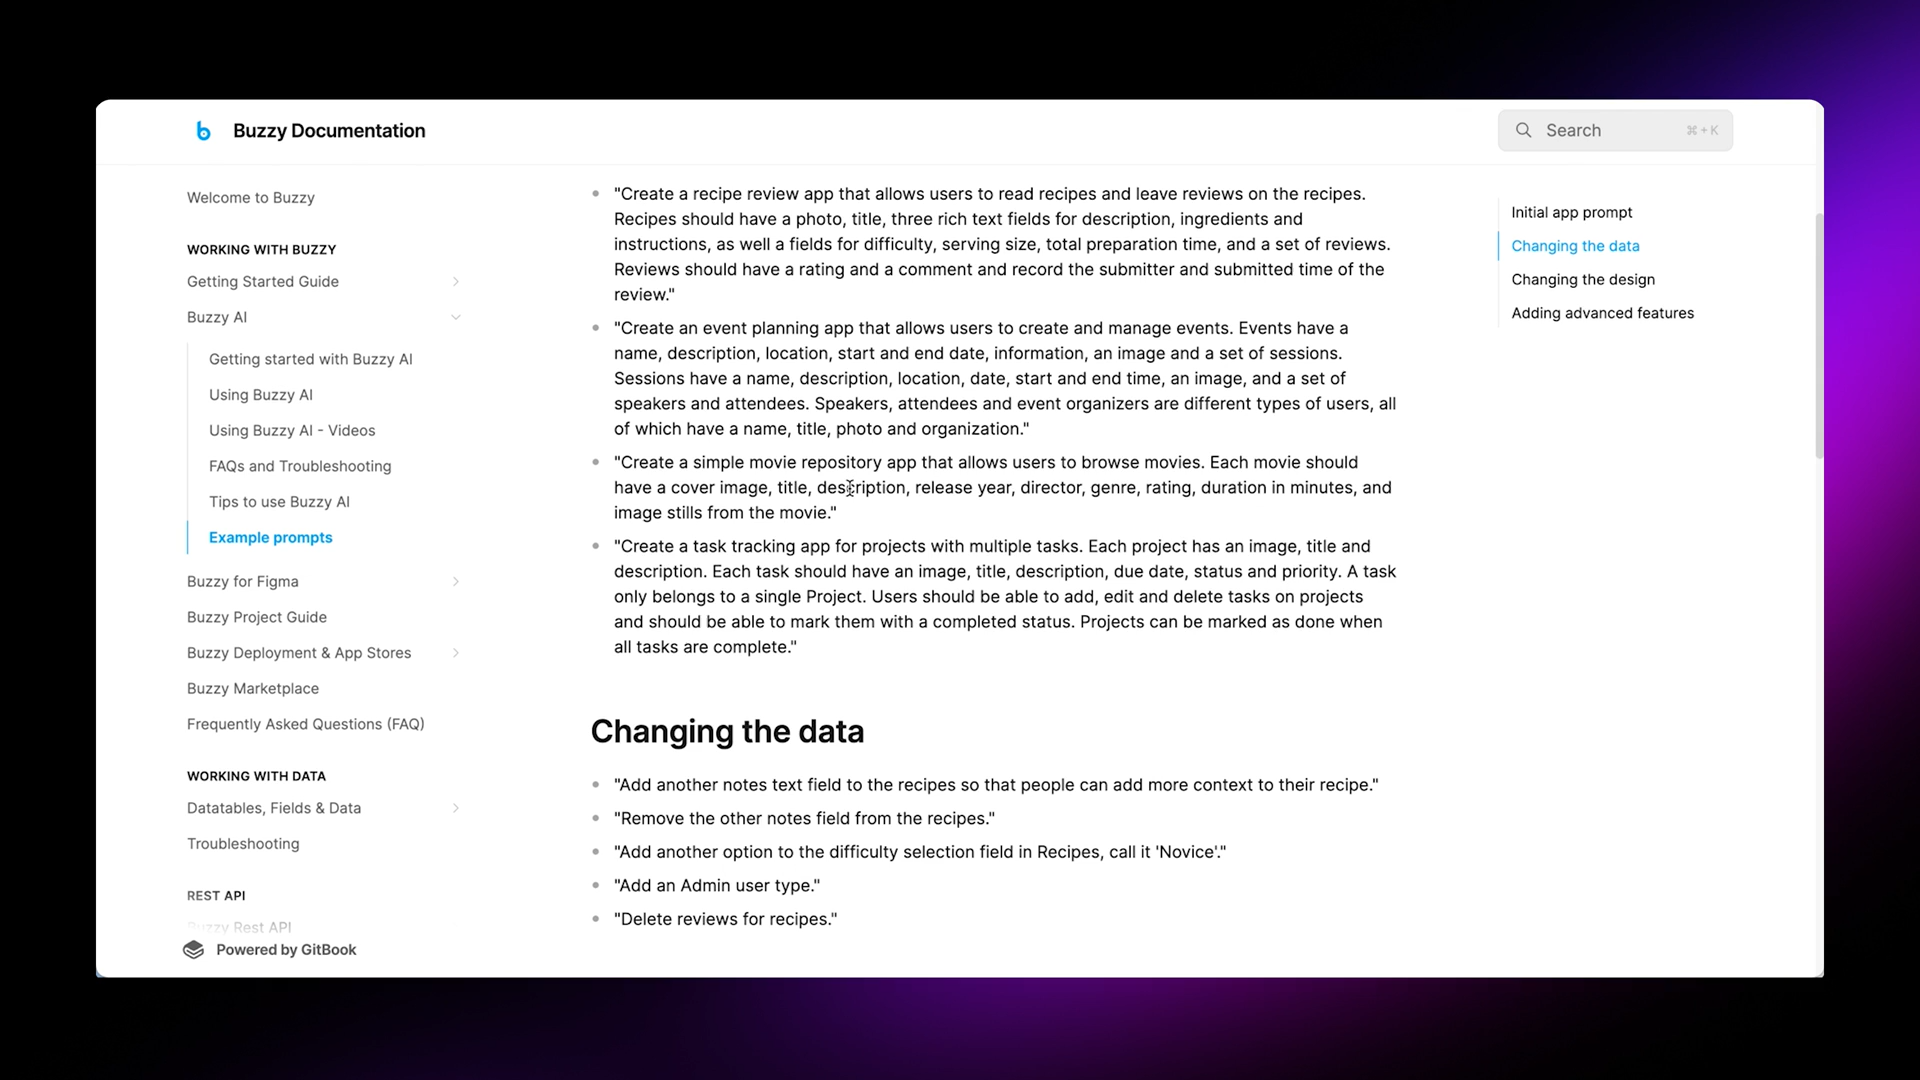 Buzzy Documentation
Search
⌘ + K
Welcome to Buzzy
WORKING WITH BUZZY
Getting Started Guide
Buzzy AI
Getting started with Buzzy AI
Using Buzzy AI
Using Buzzy AI - Videos
FAQs and Troubleshooting
Tips to use Buzzy AI
Example prompts
Buzzy for Figma
Buzzy Project Guide
Buzzy Deployment & App Stores
Buzzy Marketplace
Frequently Asked Questions (FAQ)
WORKING WITH DATA
Datatables, Fields & Data
Troubleshooting
REST API
Buzzy Rest API
Powered by GitBook
"Create a recipe review app that allows users to read recipes and leave reviews on the recipes.
Recipes should have a photo, title, three rich text fields for description, ingredients and
instructions, as well a fields for difficulty, serving size, total preparation time, and a set of reviews.
Reviews should have a rating and a comment and record the submitter and submitted time of the
review."
"Create an event planning app that allows users to create and manage events. Events have a
name, description, location, start and end date, information, an image and a set of sessions.
Sessions have a name, description, location, date, start and end time, an image, and a set of
speakers and attendees. Speakers, attendees and event organizers are different types of users, all
of which have a name, title, photo and organization."
"Create a simple movie repository app that allows users to browse movies. Each movie should
have a cover image, title, description, release year, director, genre, rating, duration in minutes, and
image stills from the movie."
"Create a task tracking app for projects with multiple tasks. Each project has an image, title and
description. Each task should have an image, title, description, due date, status and priority. A task
only belongs to a single Project. Users should be able to add, edit and delete tasks on projects
and should be able to mark them with a completed status. Projects can be marked as done when
all tasks are complete."
Changing the data
"Add another notes text field to the recipes so that people can add more context to their recipe."
"Remove the other notes field from the recipes."
"Add another option to the difficulty selection field in Recipes, call it 'Novice'."
"Add an Admin user type."
"Delete reviews for recipes."
Initial app prompt
Changing the data
Changing the design
Adding advanced features